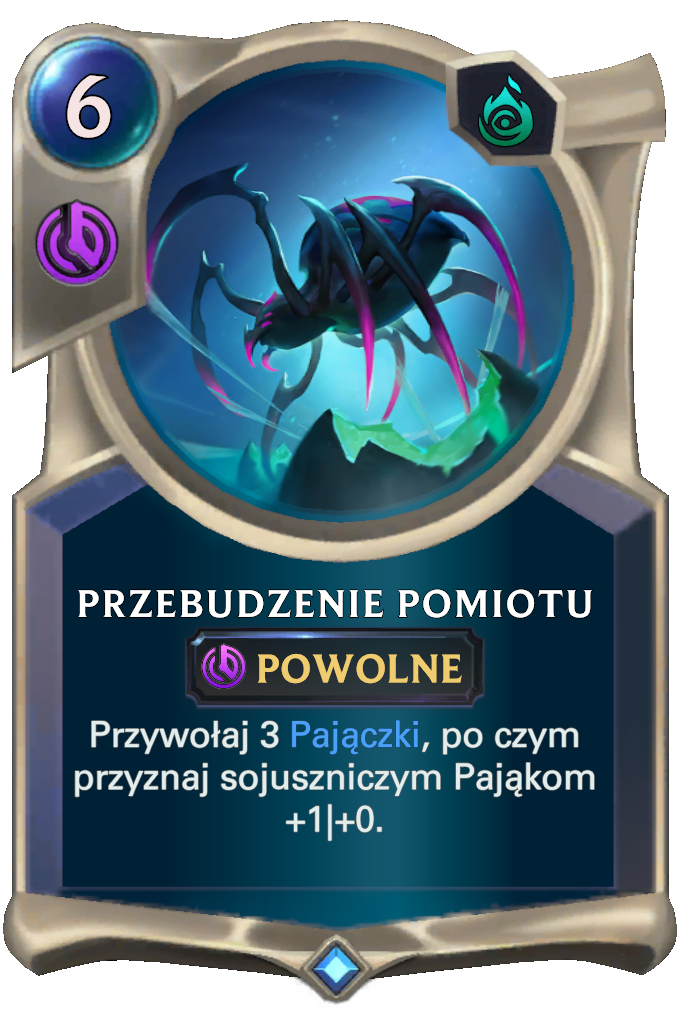 6
PRZEBUDZENIE POMIOTU
POWOLNE
Przywołaj 3 Pajączki, po czym
przyznaj sojuszniczym Pająkom
+1|+0.